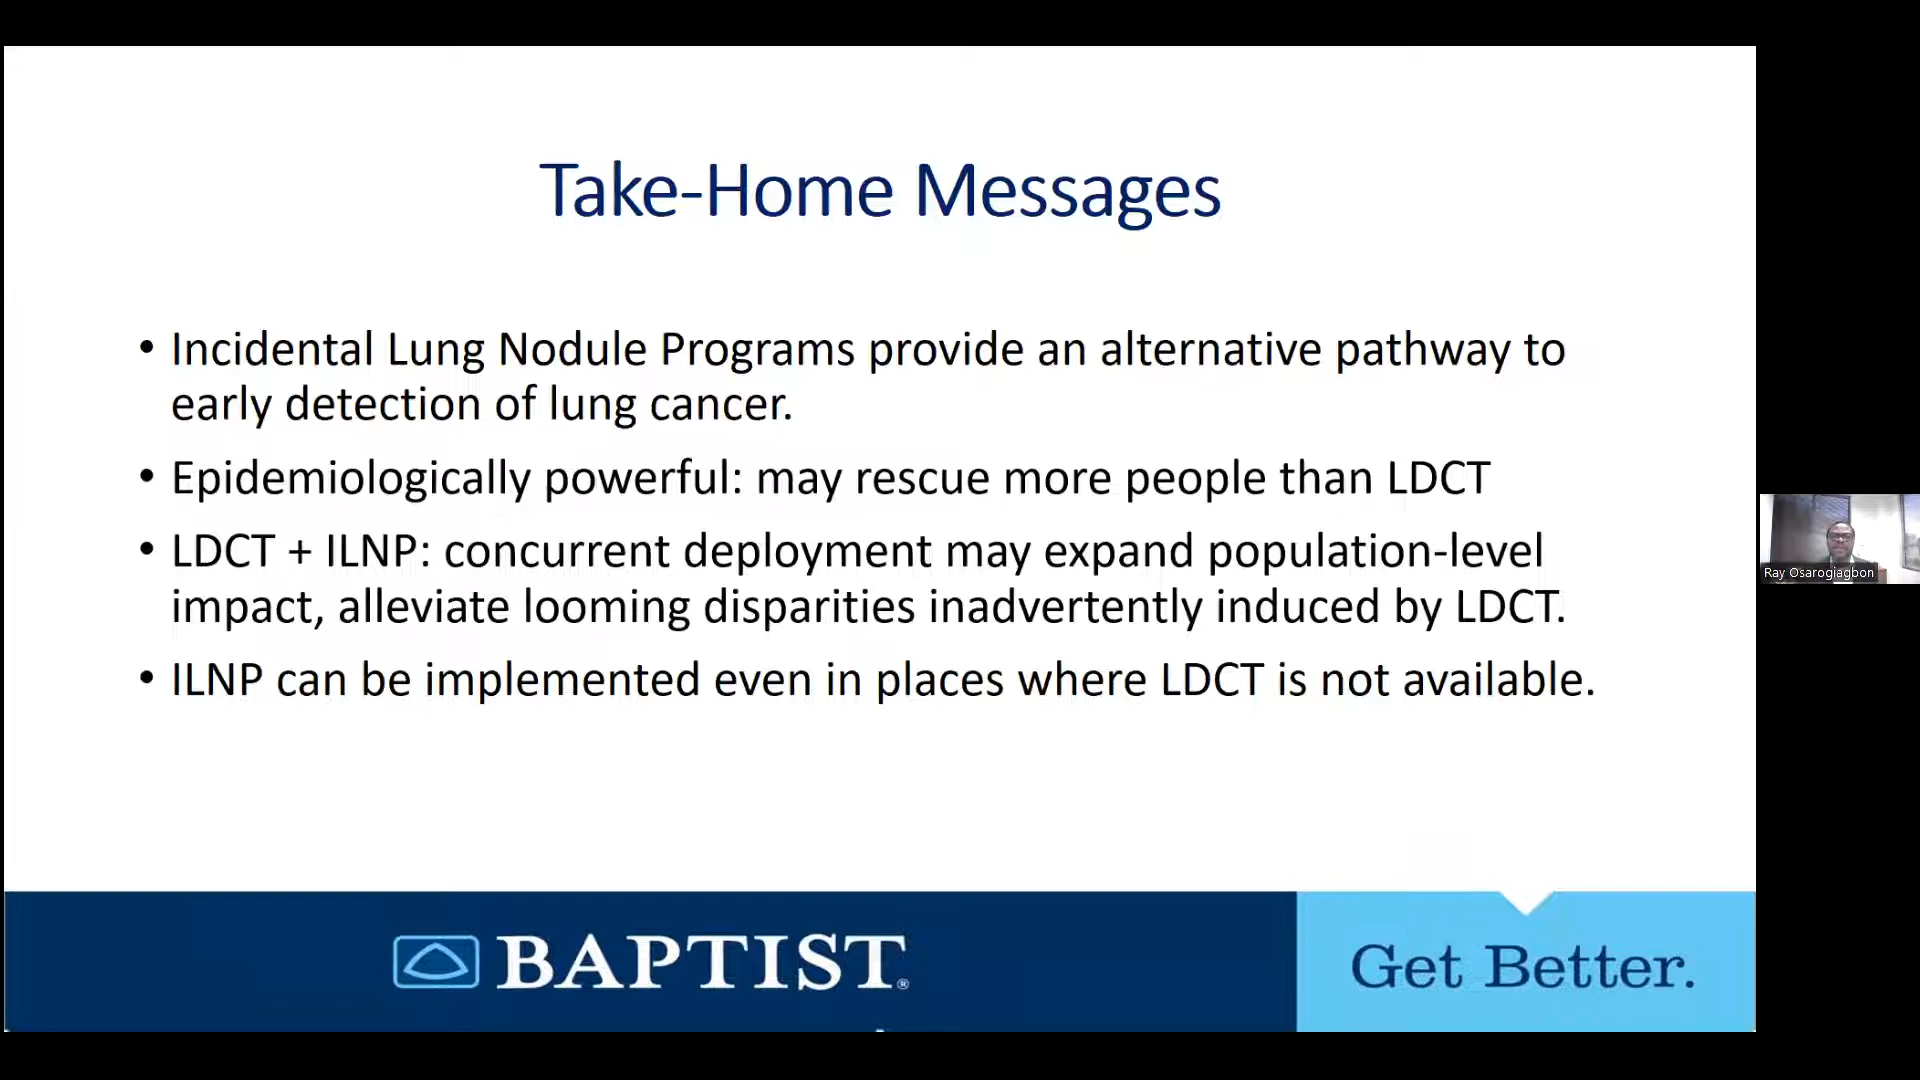 Take-Home Messages
• Incidental Lung Nodule Programs provide an alternative pathway to
early detection of lung cancer.
• Epidemiologically powerful: may rescue more people than LDCT
• LDCT + ILNP: concurrent deployment may expand population-level
impact, alleviate looming disparities inadvertently induced by LDCT.
• ILNP can be implemented even in places where LDCT is not available.
Ray Osarogiagbon
BAPTIST®
Get Better.